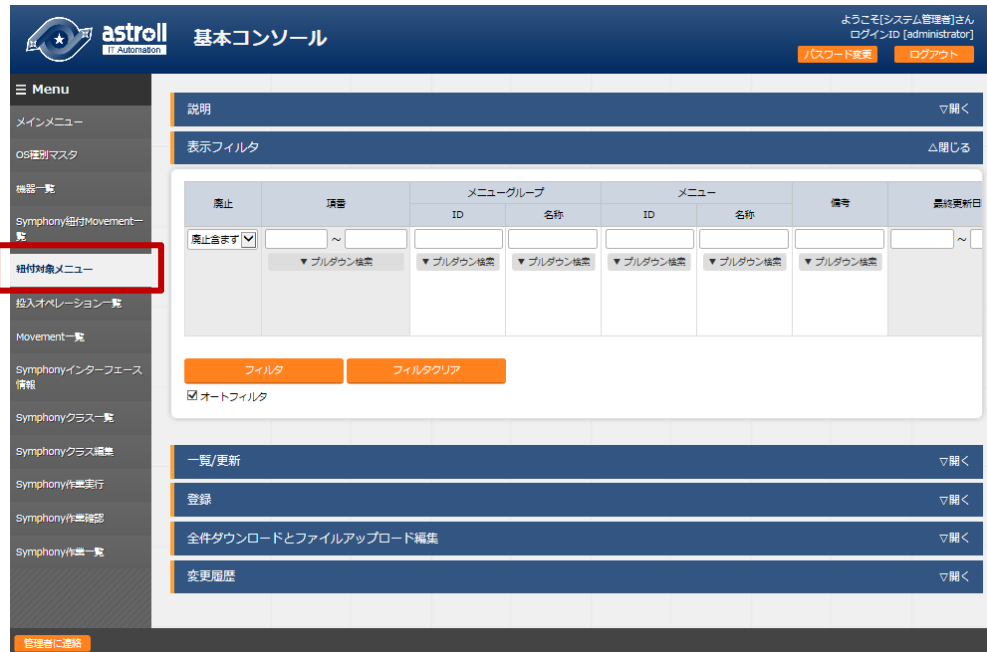 astroll
IT Automation
基本コンソール
ようこそ[システム管理者]さん
ログインID [administrator]
パスワード変更
ログアウト
☰ Menu
メインメニュー
OS種別マスタ
機器一覧
Symphony紐付Movement一
覧
紐付対象メニュー
投入オペレーション一覧
Movement一覧
Symphonyインターフェース
情報
Symphonyクラス一覧
Symphonyクラス編集
Symphony作業実行
Symphony作業確認
Symphony作業一覧
説明
▽開く
表示フィルタ
△閉じる
廃止
項番
メニューグループ
メニュー
備考
最終更新日
ID
名称
ID
名称
廃止含まず
～
～
▼ プルダウン検索
▼ プルダウン検索
▼ プルダウン検索
▼ プルダウン検索
▼ プルダウン検索
▼ プルダウン検索
フィルタ
フィルタクリア
オートフィルタ
一覧/更新
▽開く
登録
▽開く
全件ダウンロードとファイルアップロード編集
▽開く
変更履歴
▽開く
管理者に連絡